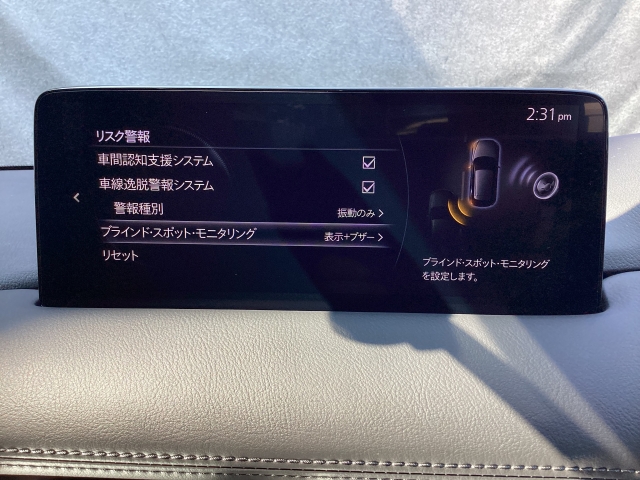 2:31 pm
リスク警報
車間認知支援システム
車線逸脱警報システム
警報種別 振動のみ
ブラインド・スポット・モニタリング 表示+ブザー
リセット
ブラインド・スポット・モニタリング
を設定します。